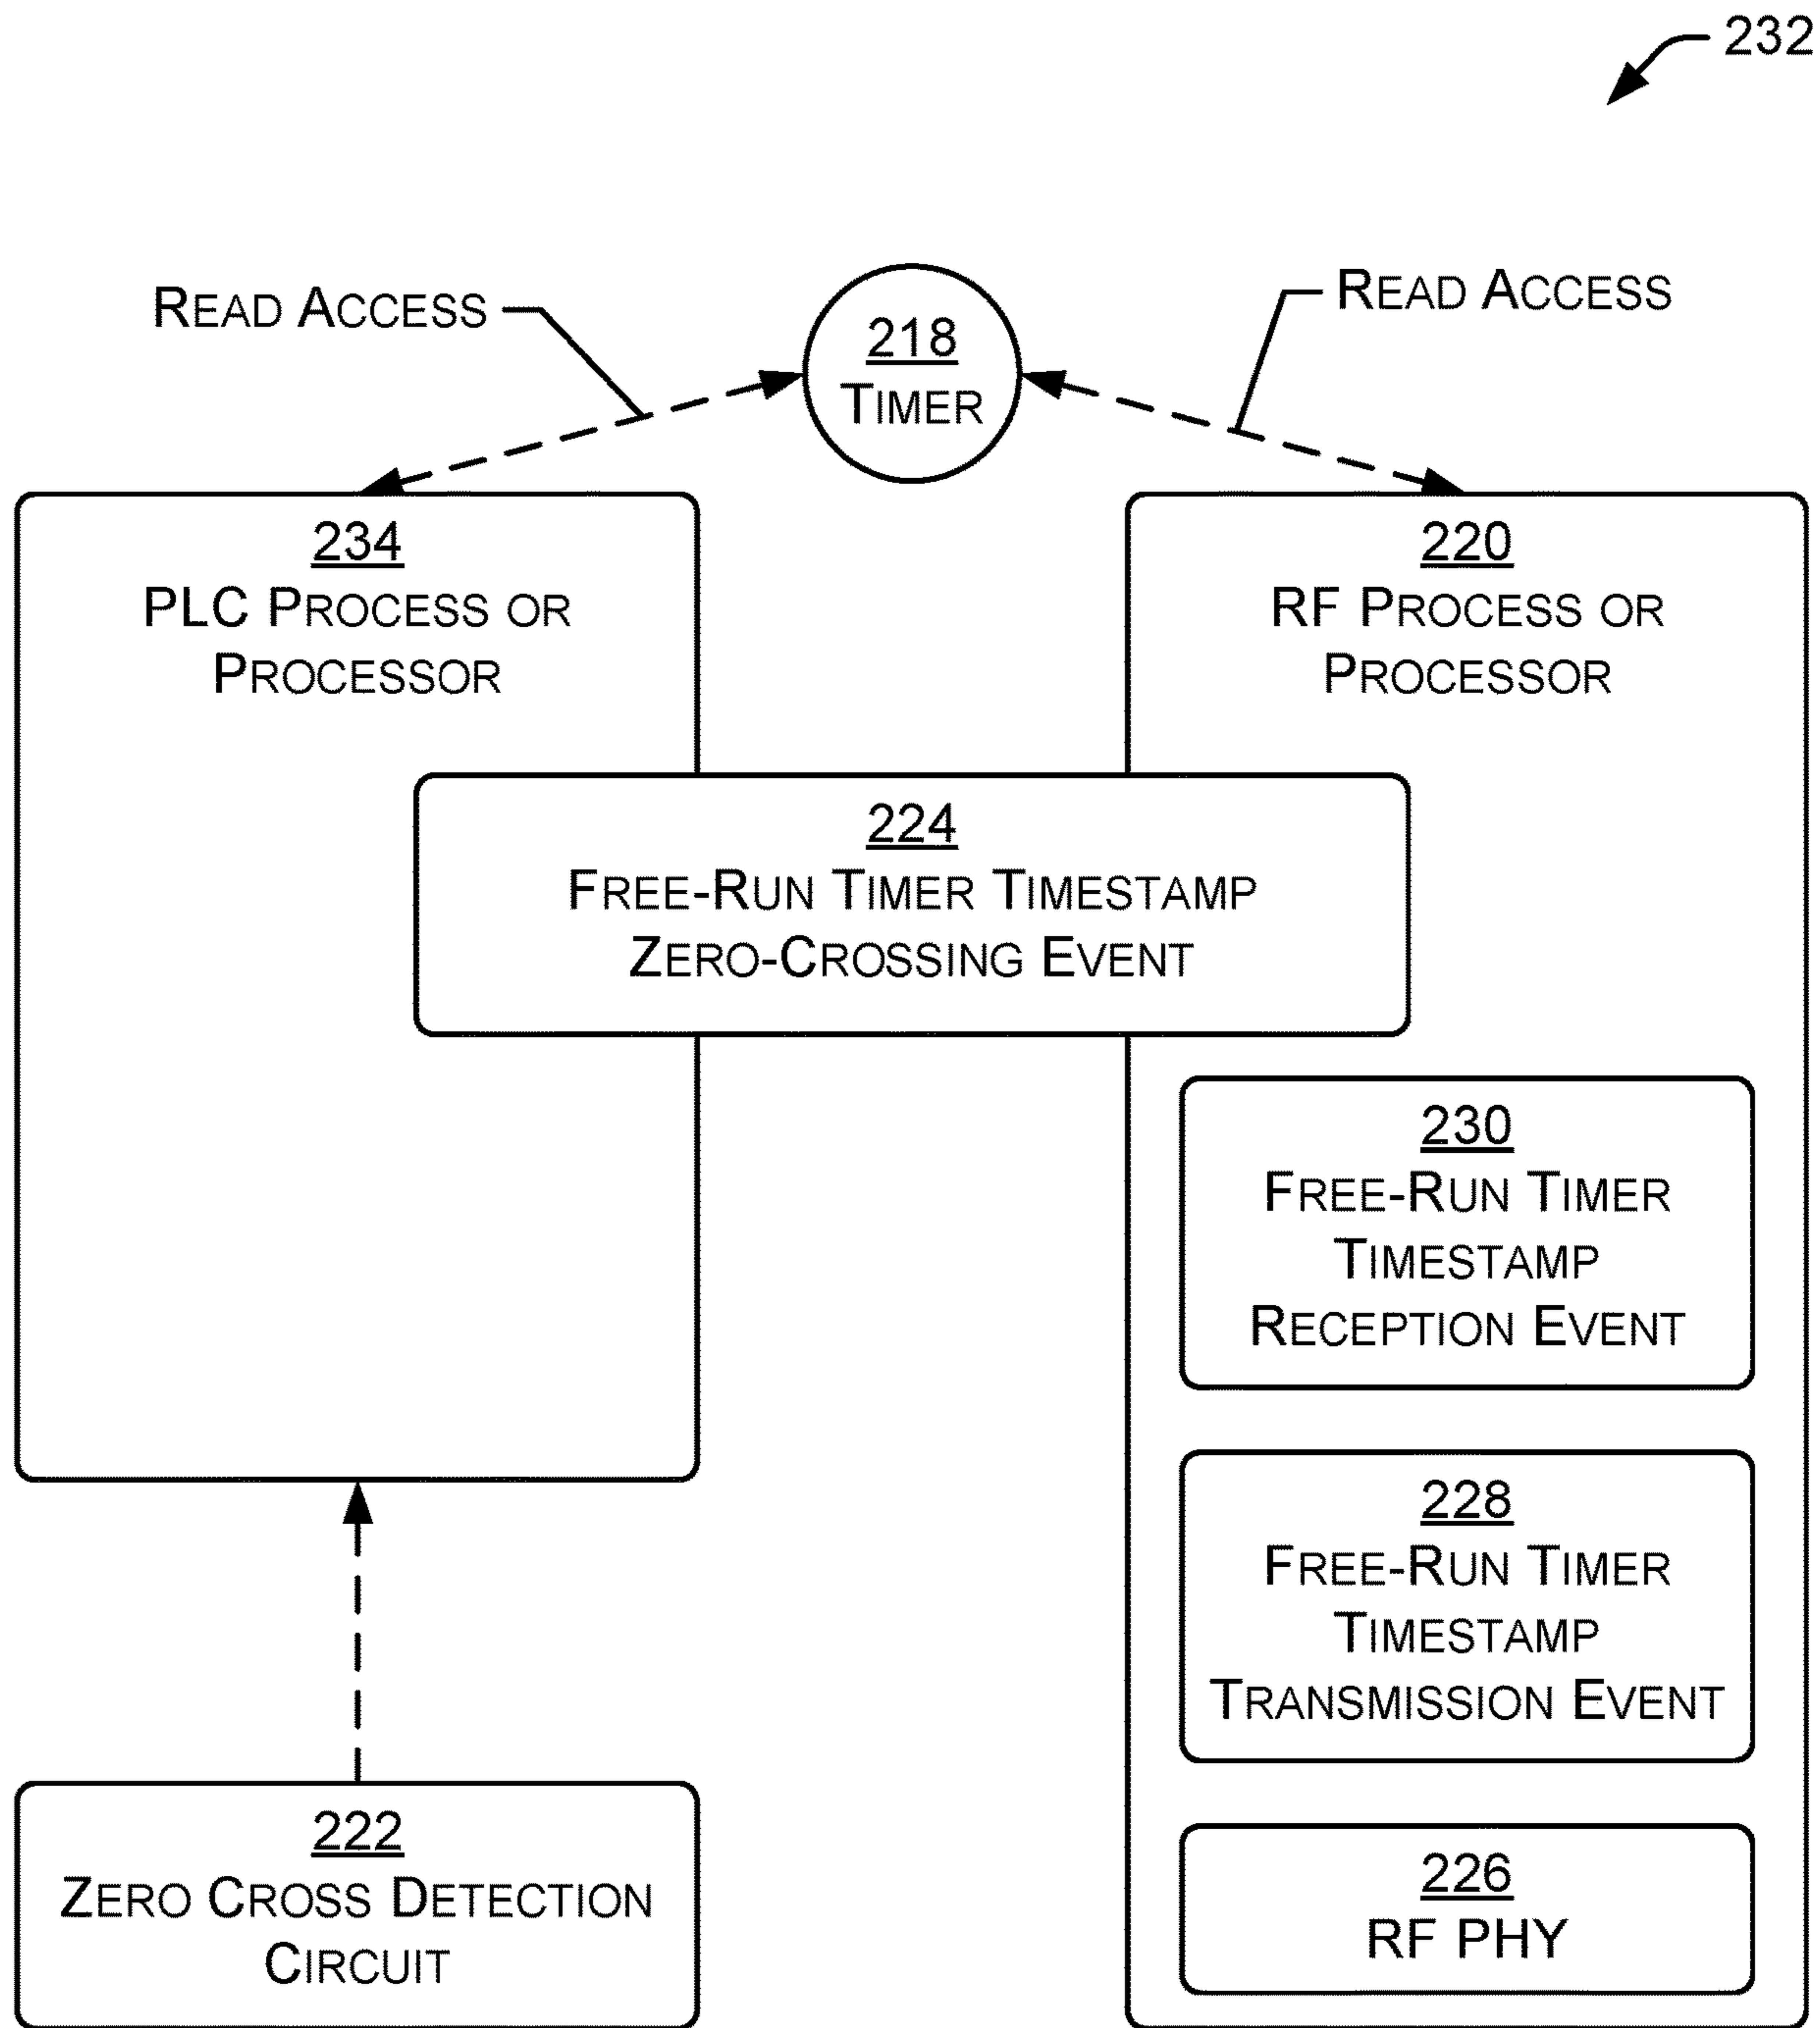 232
READ ACCESS
READ ACCESS
218
TIMER
234
PLC PROCESS OR
PROCESSOR
220
RF PROCESS OR
PROCESSOR
224
FREE-RUN TIMER TIMESTAMP
ZERO-CROSSING EVENT
230
FREE-RUN TIMER
TIMESTAMP
RECEPTION EVENT
228
FREE-RUN TIMER
TIMESTAMP
TRANSMISSION EVENT
222
ZERO CROSS DETECTION
CIRCUIT
226
RF PHY